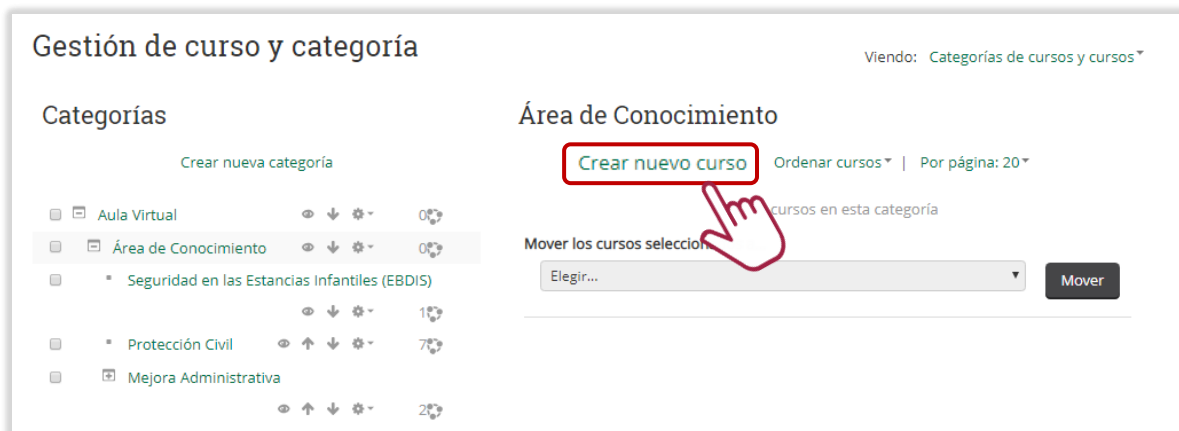 Gestión de curso y categoría
Viendo: Categorías de cursos y cursos
Categorías
Crear nueva categoría
Aula Virtual 0
Área de Conocimiento 0
Seguridad en las Estancias Infantiles (EBDIS)
1
Protección Civil 7
Mejora Administrativa
2
Área de Conocimiento
Crear nuevo curso Ordenar cursos | Por página: 20
cursos en esta categoría
Mover los cursos
Elegir... Mover